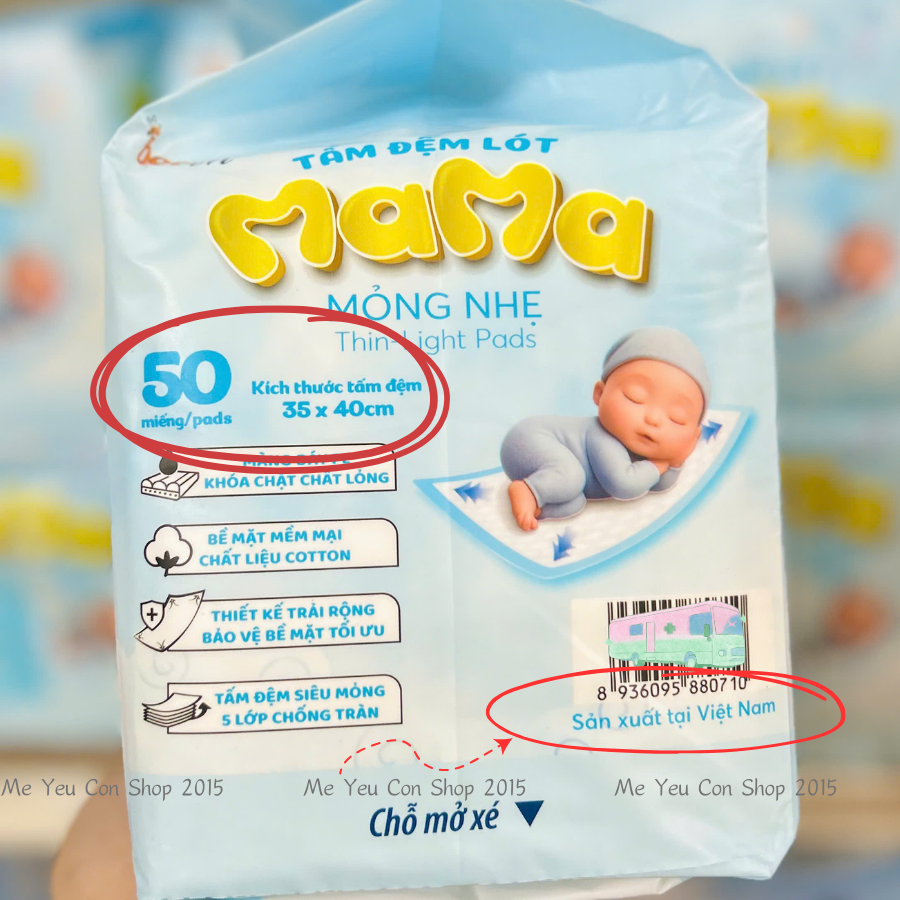 TẤM ĐỆM LÓT
MaMa
MỎNG NHẸ
Thin-Light Pads
50
miếng/pads
Kích thước tấm đệm
35 x 40cm
KHÓA CHẶT CHẤT LỎNG
BỀ MẶT MỀM MẠI
CHẤT LIỆU COTTON
THIẾT KẾ TRẢI RỘNG
BẢO VỆ BỀ MẶT TỐI ƯU
TẤM ĐỆM SIÊU MỎNG
5 LỚP CHỐNG TRÀN
8 936095 880710
Sản xuất tại Việt Nam
Me Yeu Con Shop 2015 Me Yeu Con Shop 2015 Me Yeu Con Shop 2015
Chỗ mở xé